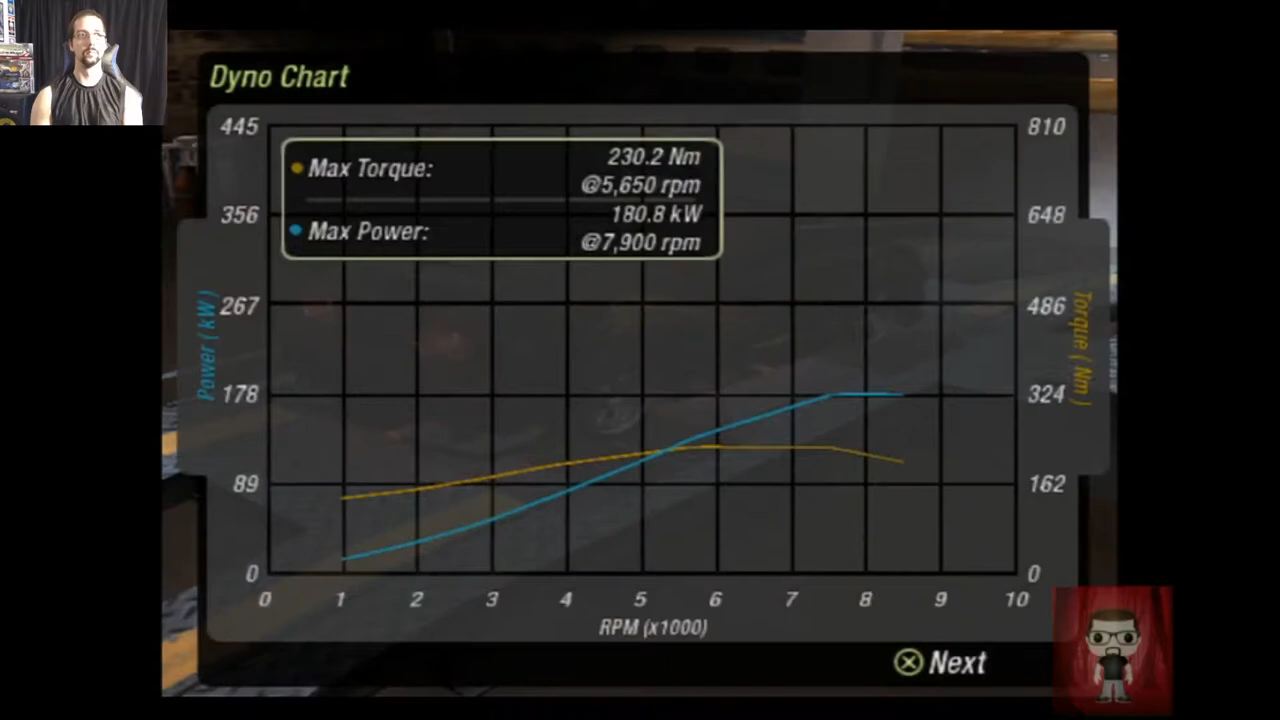 Dyno Chart
445
810
Max Torque:
230.2 Nm
@5,650 rpm
356
648
Max Power:
180.8 kW
@7,900 rpm
267
486
Power ( kW )
Torque ( Nm )
178
324
89
162
0
0
0 1 2 3 4 5 6 7 8 9 10
RPM (x1000)
Next